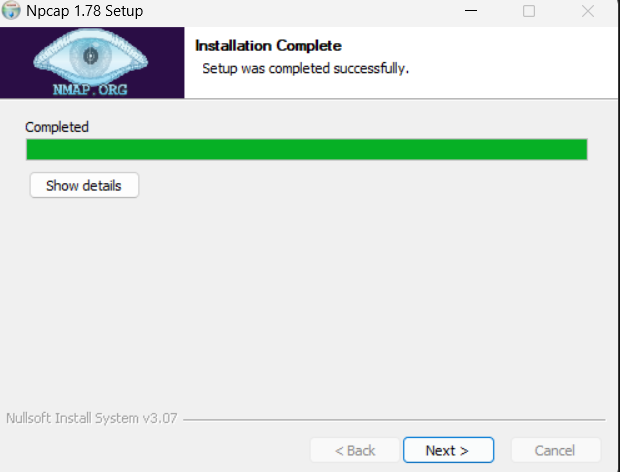 Npcap 1.78 Setup
NMAP.ORG
Installation Complete
Setup was completed successfully.
Completed
Show details
Nullsoft Install System v3.07
< Back
Next >
Cancel